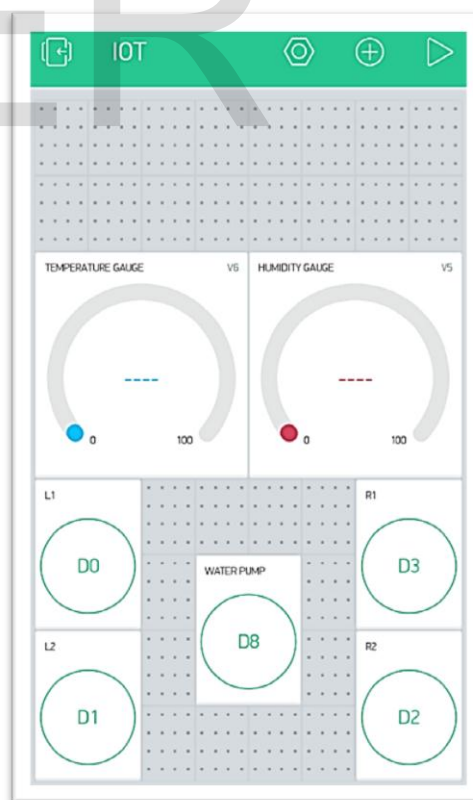 IOT
TEMPERATURE GAUGE V6 HUMIDITY GAUGE V5
---- ----
0 100 0 100
L1 R1
D0 D3
WATER PUMP
D8
L2 R2
D1 D2